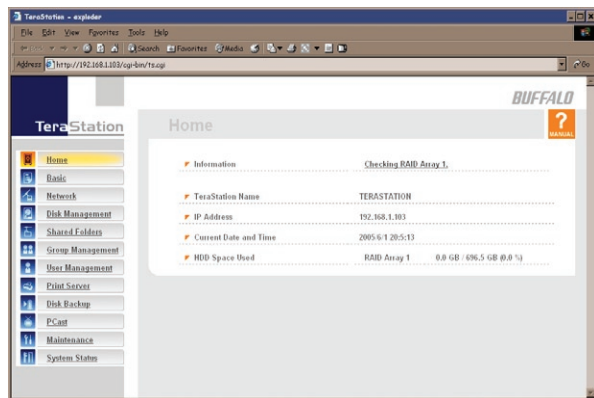 TeraStation - exploder
File Edit View Favorites Tools Help
Search Favorites Media
Address http://192.168.1.103/cgi-bin/ts.cgi Go
BUFFALO
TeraStation
Home
?
MANUAL
Home
Basic
Network
Disk Management
Shared Folders
Group Management
User Management
Print Server
Disk Backup
PCast
Maintenance
System Status
Information Checking RAID Array 1.
TeraStation Name TERASTATION
IP Address 192.168.1.103
Current Date and Time 2005/6/1 20:5:13
HDD Space Used RAID Array 1 0.0 GB / 696.5 GB (0.0 %)